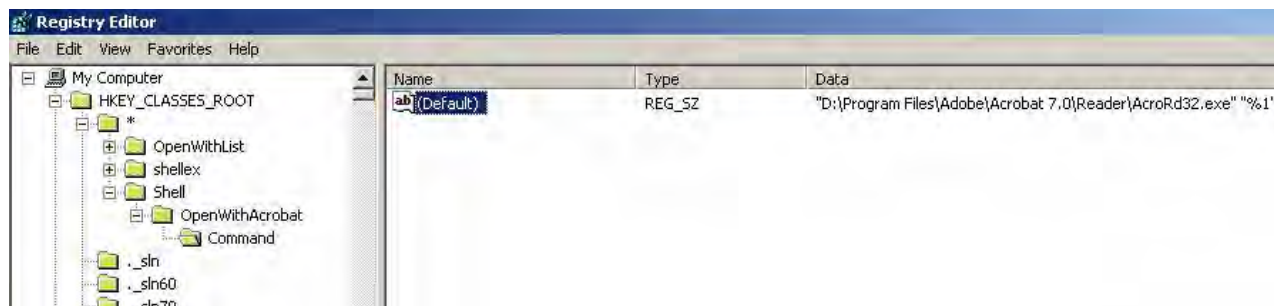 Registry Editor
File Edit View Favorites Help
My Computer
HKEY_CLASSES_ROOT
*
OpenWithList
shellex
Shell
OpenWithAcrobat
Command
._sln
._sln60
Name Type Data
ab (Default) REG_SZ "D:\Program Files\Adobe\Acrobat 7.0\Reader\AcroRd32.exe" "%1"